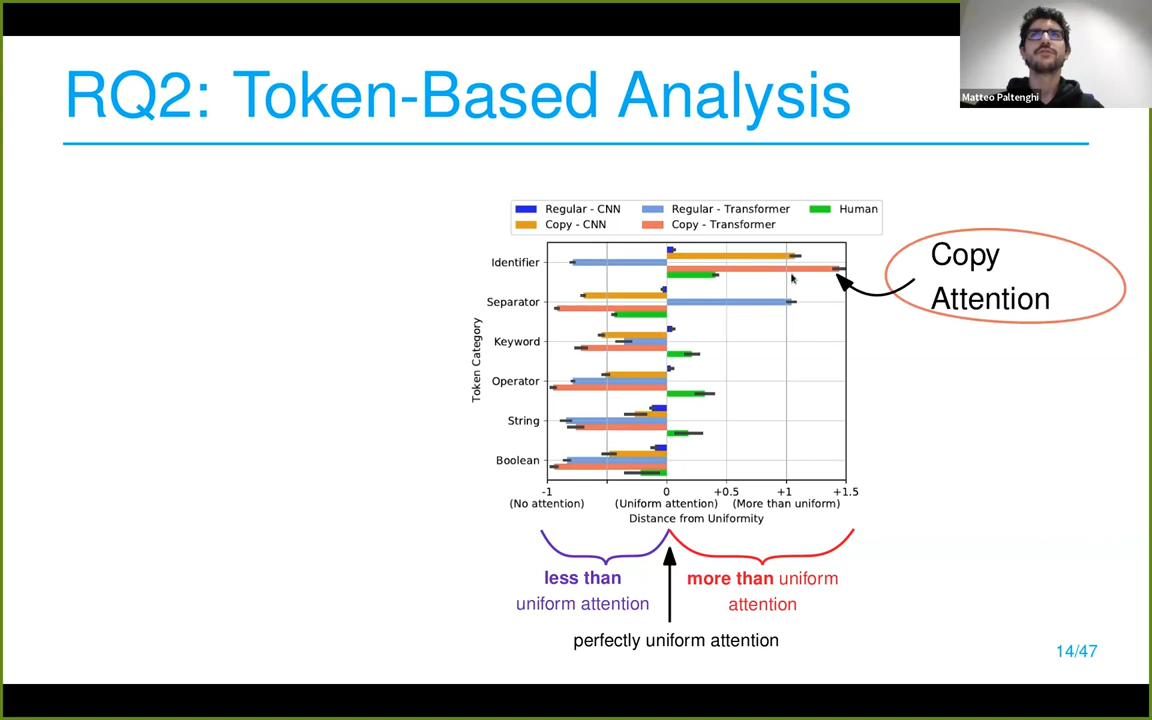 RQ2: Token-Based Analysis
Matteo Paltenghi
Regular - CNN
Regular - Transformer
Human
Copy - CNN
Copy - Transformer
Token Category
Identifier
Separator
Keyword
Operator
String
Boolean
-1 0 +0.5 +1 +1.5
(No attention) (Uniform attention) (More than uniform)
Distance from Uniformity
Copy
Attention
less than
uniform attention
more than uniform
attention
perfectly uniform attention
14/47